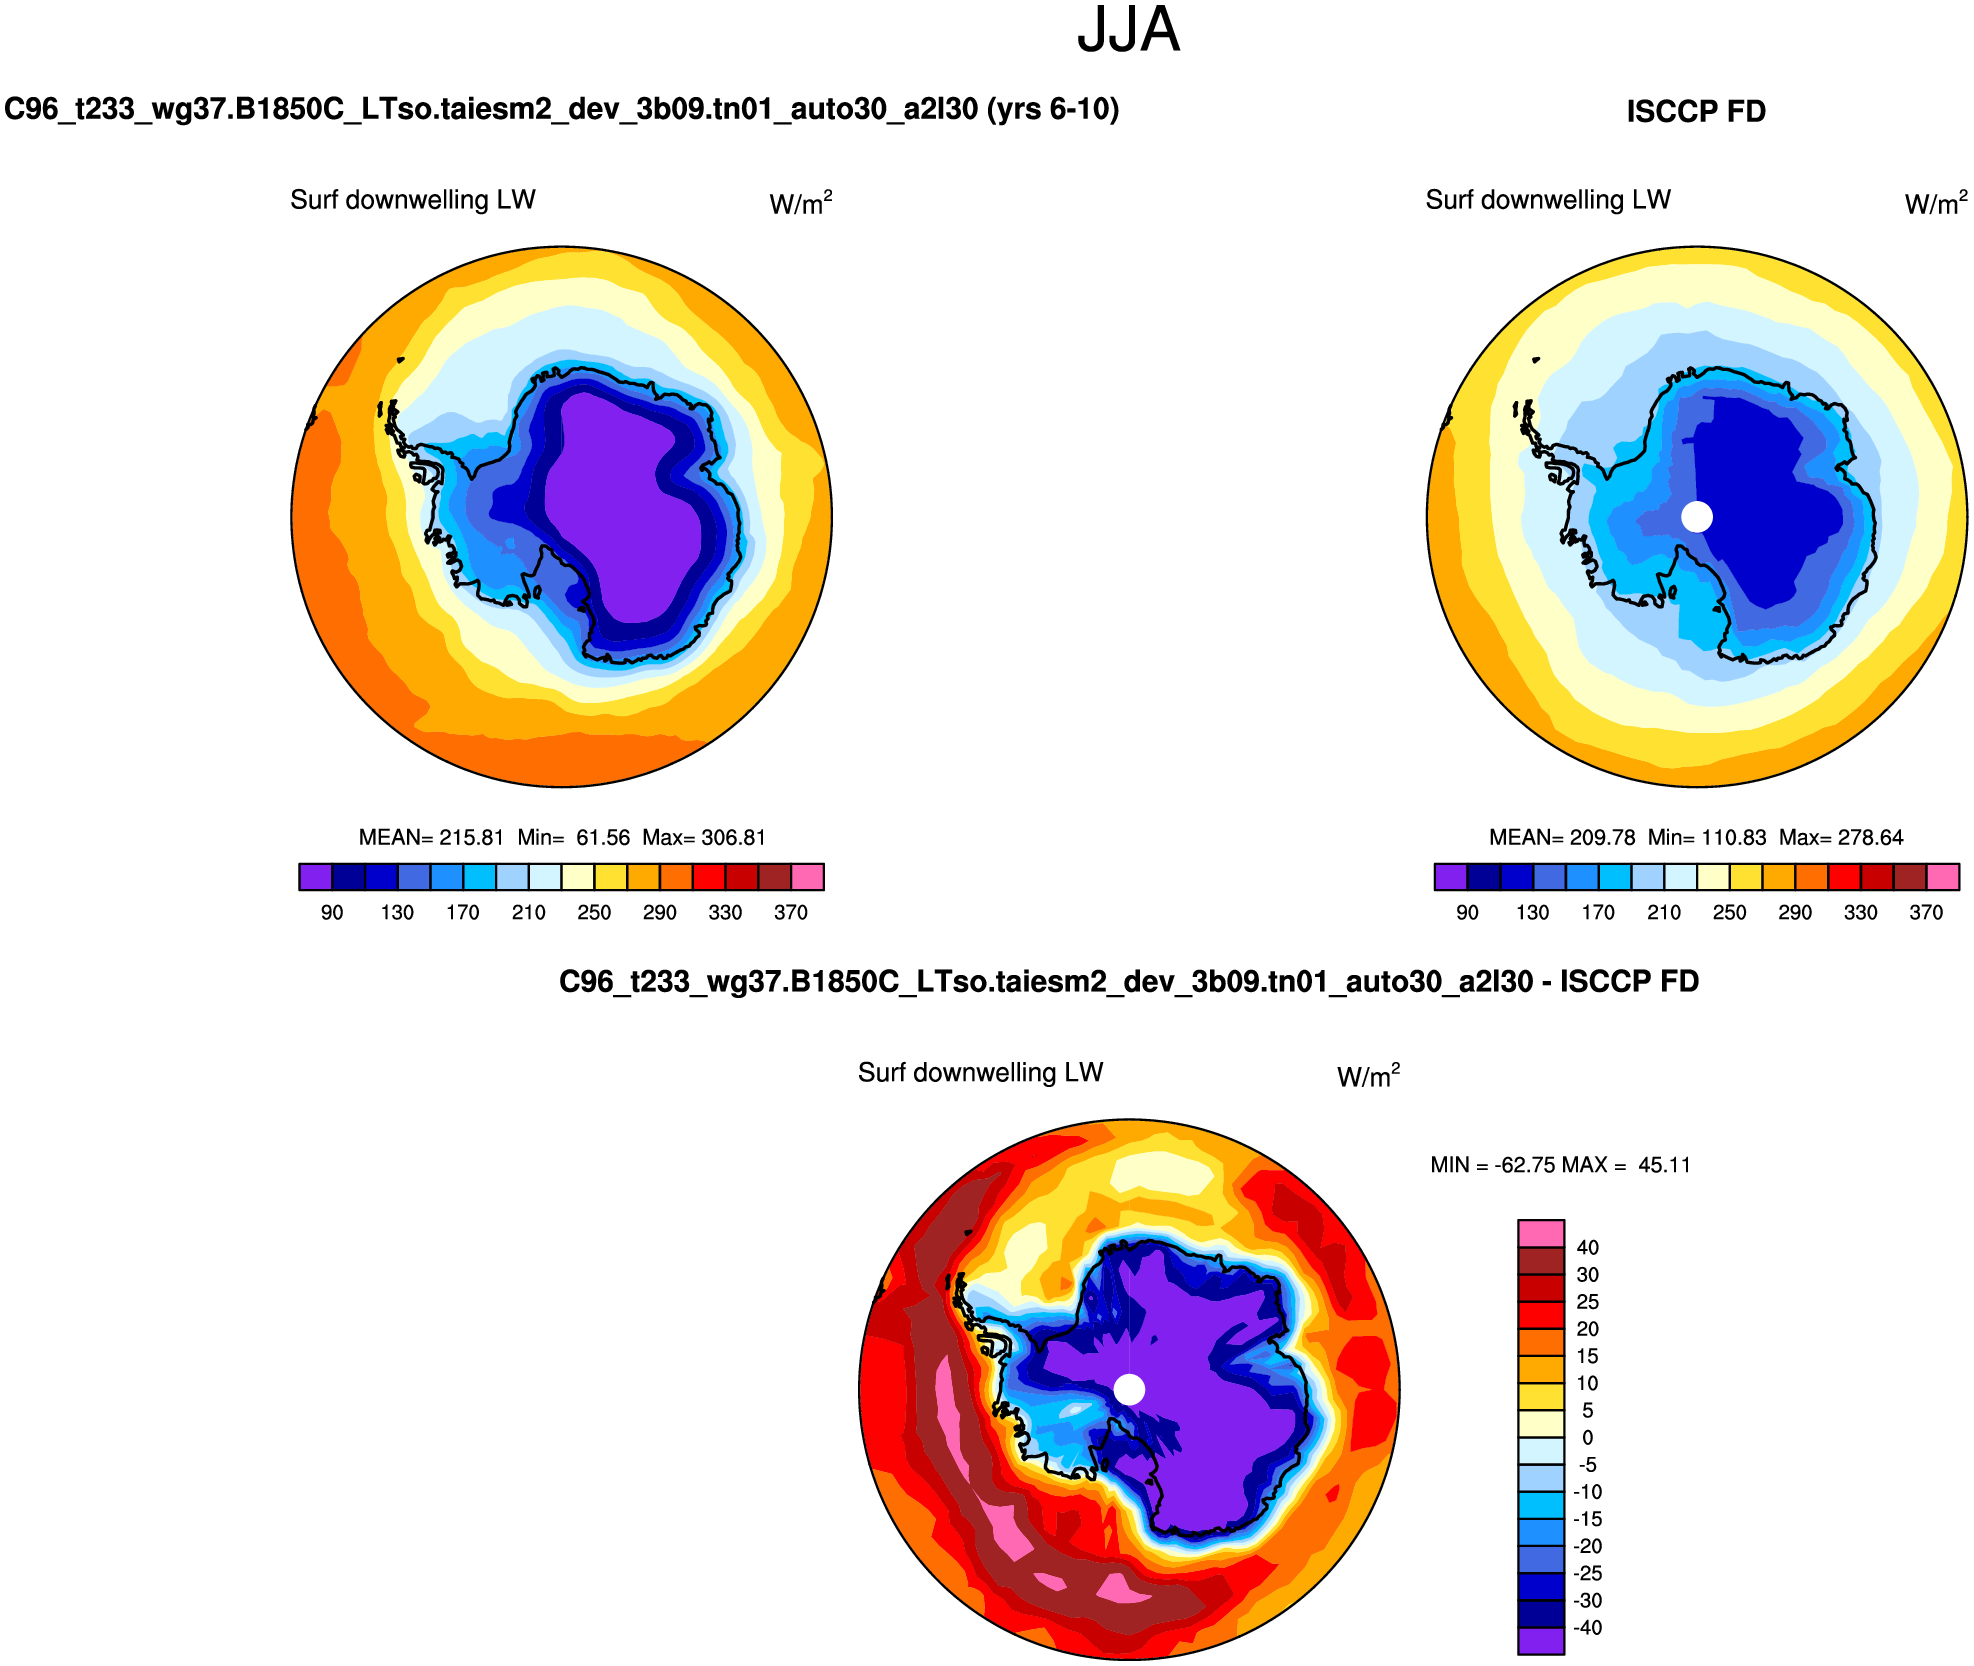 JJA
C96_t233_wg37.B1850C_LTso.taiesm2_dev_3b09.tn01_auto30_a2l30 (yrs 6-10)
ISCCP FD
Surf downwelling LW W/m²
Surf downwelling LW W/m²
MEAN= 215.81 Min= 61.56 Max= 306.81
MEAN= 209.78 Min= 110.83 Max= 278.64
90 130 170 210 250 290 330 370
90 130 170 210 250 290 330 370
C96_t233_wg37.B1850C_LTso.taiesm2_dev_3b09.tn01_auto30_a2l30 - ISCCP FD
Surf downwelling LW W/m²
MIN = -62.75 MAX = 45.11
40
30
25
20
15
10
5
0
-5
-10
-15
-20
-25
-30
-40